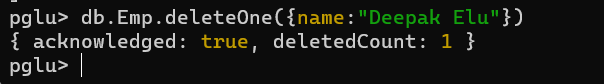 pglu> db.Emp.deleteOne({name:"Deepak Elu"})
{ acknowledged: true, deletedCount: 1 }
pglu>